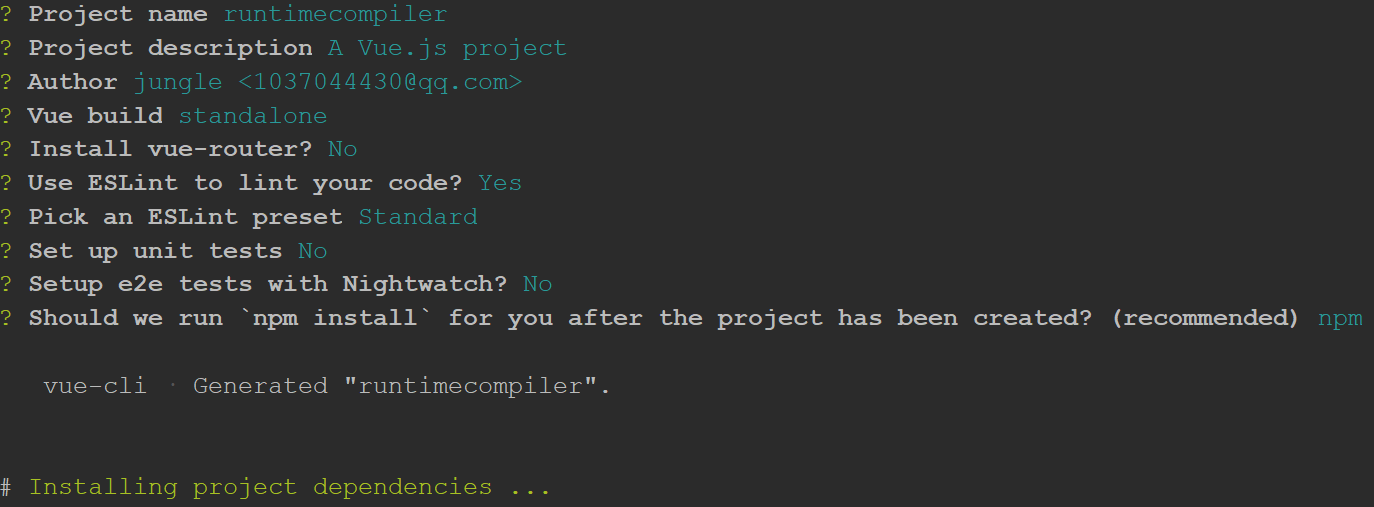 ? Project name runtimecompiler
? Project description A Vue.js project
? Author jungle <1037044430@qq.com>
? Vue build standalone
? Install vue-router? No
? Use ESLint to lint your code? Yes
? Pick an ESLint preset Standard
? Set up unit tests No
? Setup e2e tests with Nightwatch? No
? Should we run `npm install` for you after the project has been created? (recommended) npm
vue-cli · Generated "runtimecompiler".
# Installing project dependencies ...